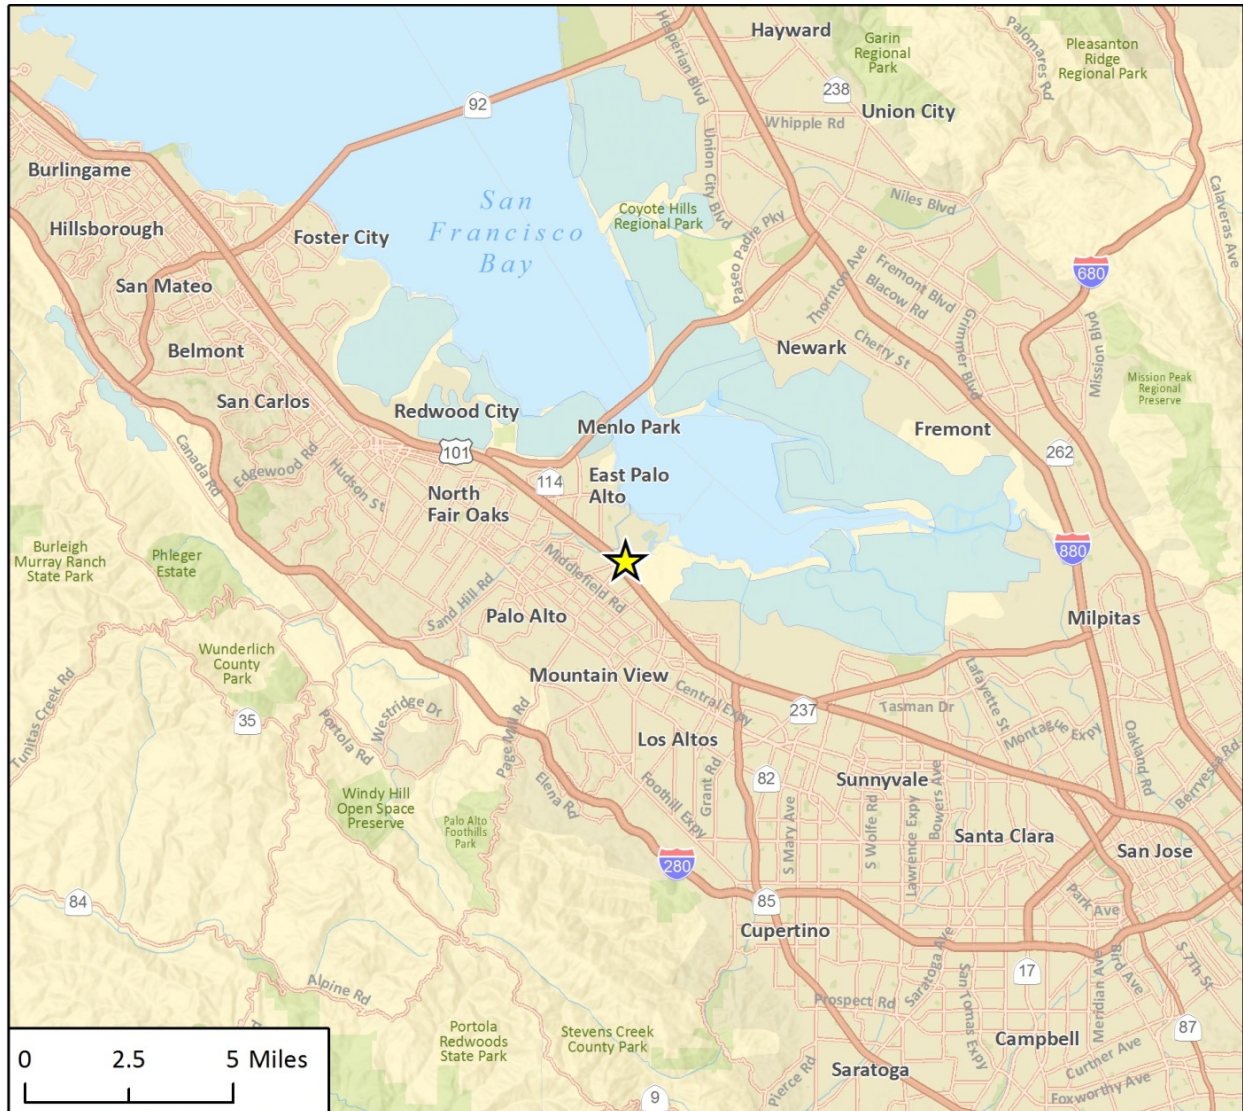 Hayward
Garin
Regional
Park
Palomares Rd
Pleasanton
Ridge
Regional Park
Hesperian Blvd
92
238
Union City
Whipple Rd
Burlingame
San
Francisco
Bay
Union City Blvd
Niles Blvd
Calaveras Ave
Coyote Hills
Regional Park
Paseo Padre Pky
Hillsborough
Foster City
Thornton Ave
Fremont Blvd
Blacow Rd
680
San Mateo
Grimmer Blvd
Mission Blvd
Newark
Cherry St
Belmont
Mission Peak
Regional
Preserve
San Carlos
Redwood City
Menlo Park
Fremont
101
262
Canada Rd
Edgewood Rd
Hudson St
114
East Palo
Alto
North
Fair Oaks
880
Burleigh
Murray Ranch
State Park
Phleger
Estate
Middlefield Rd
Sand Hill Rd
Palo Alto
Milpitas
Wunderlich
County
Park
Mountain View
Central Expy
Lafayette St
Tasman Dr
237
Montague Expy
Tunitas Creek Rd
35
Portola Rd
Westridge Dr
Page Mill Rd
Los Altos
Oakland Rd
Berryessa Rd
Elena Rd
Foothill Expy
Grant Rd
82
Sunnyvale
S Mary Ave
S Wolfe Rd
Lawrence Expy
Bowers Ave
Windy Hill
Open Space
Preserve
Palo Alto
Foothills
Park
Santa Clara
San Jose
280
84
85
Park Ave
Cupertino
Saratoga Ave
San Tomas Expy
Meridian Ave
Bird Ave
S 7th St
17
Alpine Rd
Prospect Rd
87
Portola
Redwoods
State Park
Stevens Creek
County Park
Campbell
Curtner Ave
Foxworthy Ave
Pierce Rd
Saratoga
9
0 2.5 5 Miles